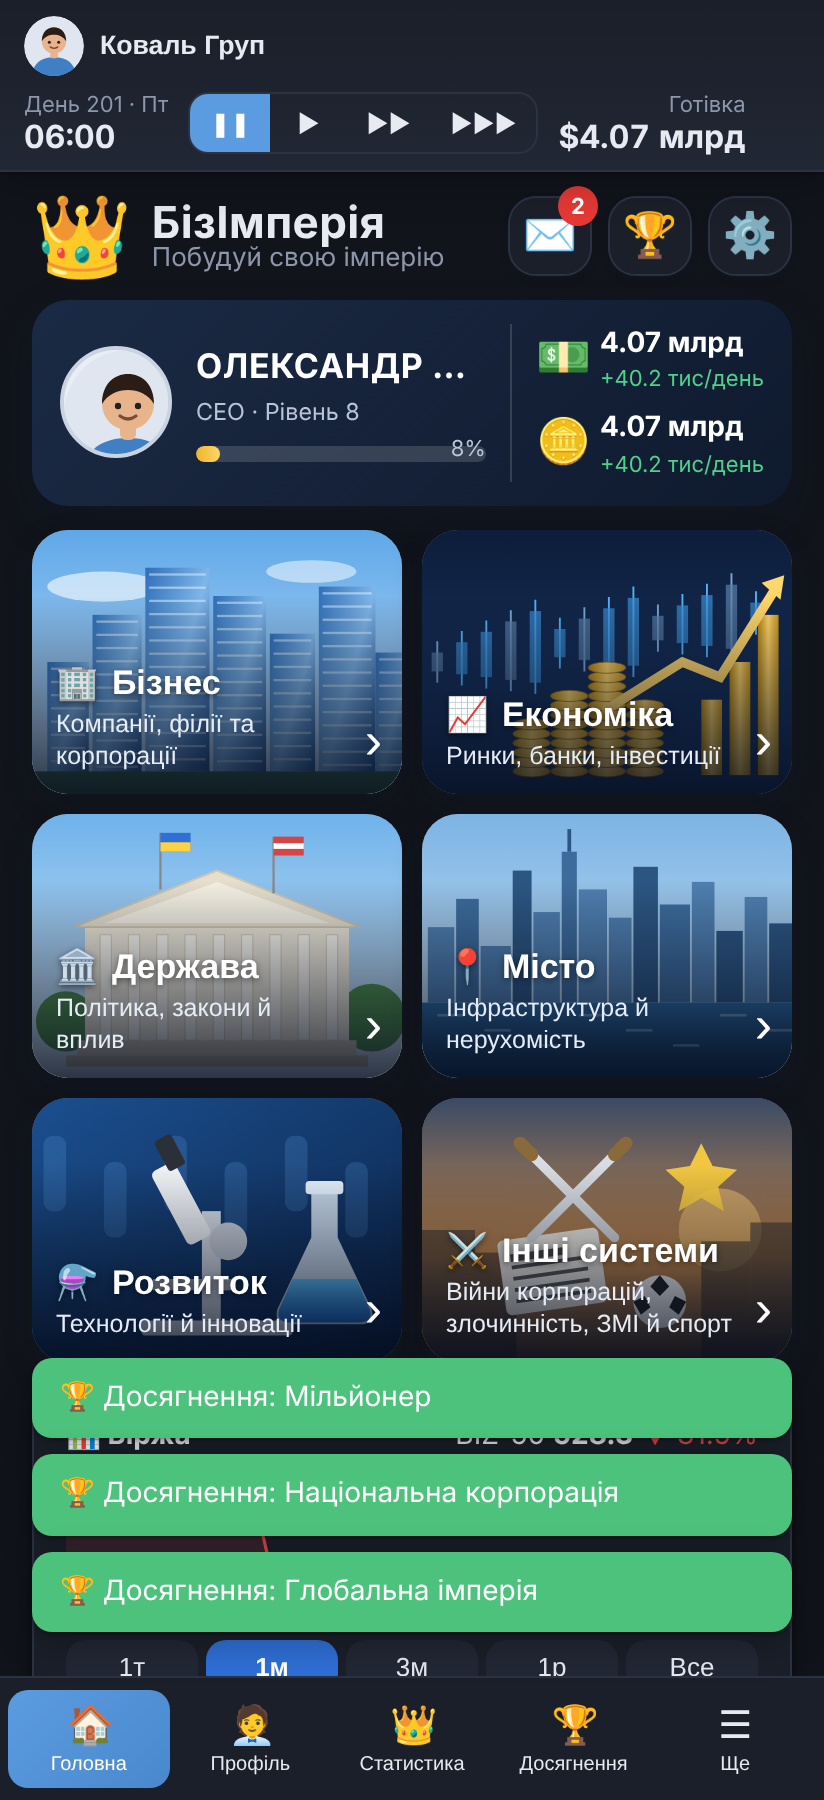 Коваль Груп
День 201 · Пт
06:00
Готівка
$4.07 млрд
БізІмперія
Побудуй свою імперію
2
ОЛЕКСАНДР ...
CEO · Рівень 8
8%
4.07 млрд
+40.2 тис/день
4.07 млрд
+40.2 тис/день
Бізнес
Компанії, філії та
корпорації
Економіка
Ринки, банки, інвестиції
Держава
Політика, закони й
вплив
Місто
Інфраструктура й
нерухомість
Розвиток
Технології й інновації
Інші системи
Війни корпорацій,
злочинність, ЗМІ й спорт
Досягнення: Мільйонер
Біржа
Досягнення: Національна корпорація
Досягнення: Глобальна імперія
1т
1м
3м
1р
Все
Головна
Профіль
Статистика
Досягнення
Ще